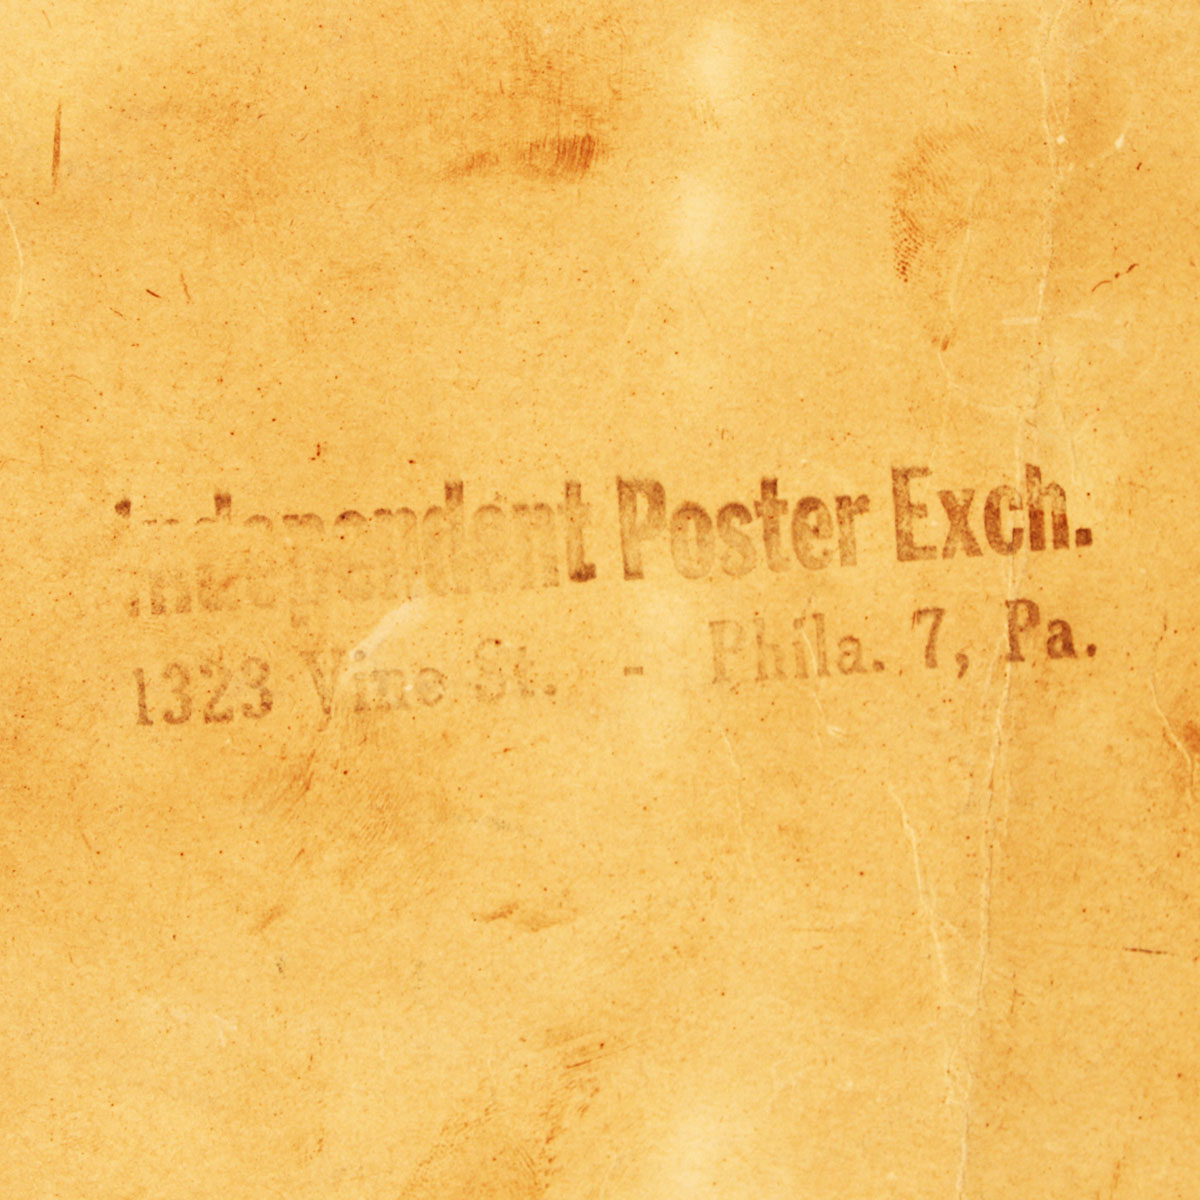 Independent Poster Exch.
1323 Vine St. - Phila. 7, Pa.